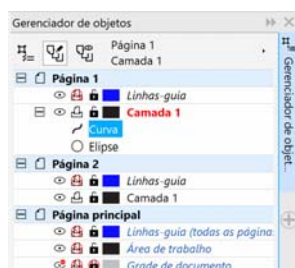 Gerenciador de objetos
Página 1
Camada 1
Página 1
Linhas-guia
Camada 1
Curva
Elipse
Página 2
Linhas-guia
Camada 1
Página principal
Linhas-guia (todas as página
Área de trabalho
Grade de documento
Gerenciador de objet...